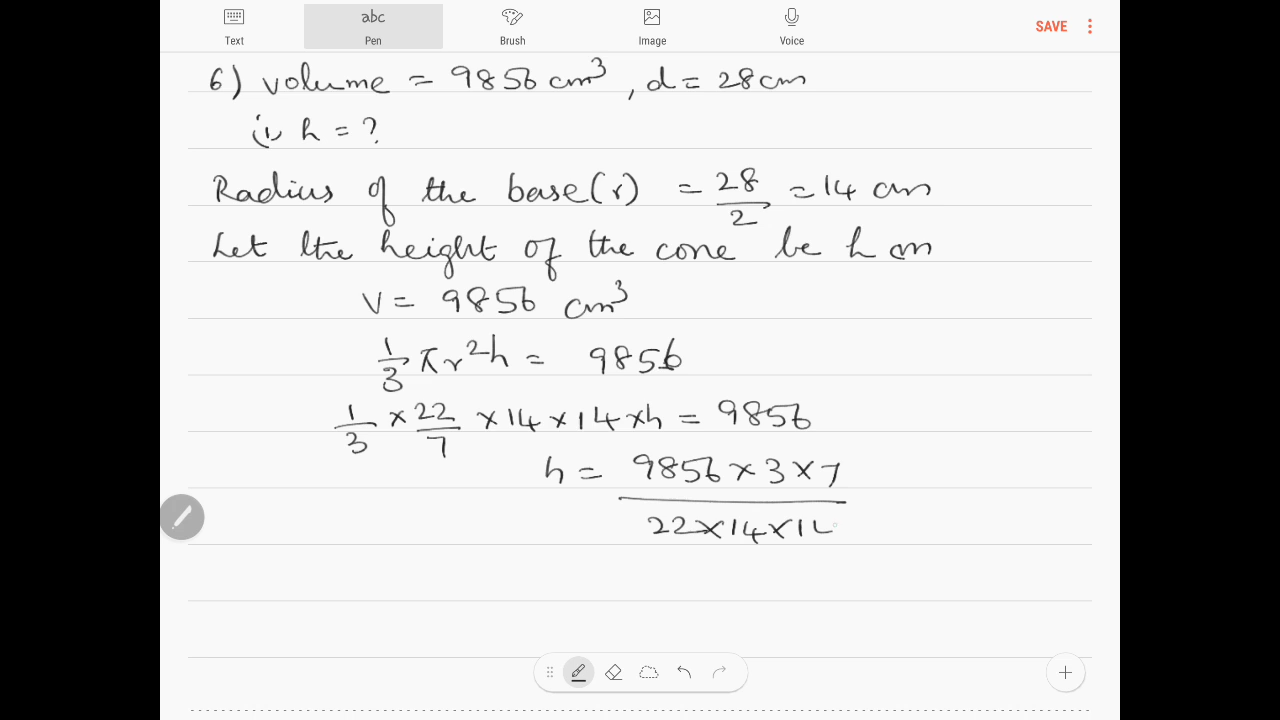 Text
abc
Pen
Brush
Image
Voice
SAVE
6) volume = 9856 cm³, d = 28cm
(i) h = ?
Radius of the base(r) = 28/2 = 14 cm
Let the height of the cone be h cm
V = 9856 cm³
1/3 πr²h = 9856
1/3 × 22/7 × 14 × 14 × h = 9856
h = 9856 × 3 × 7
22 × 14 × 14